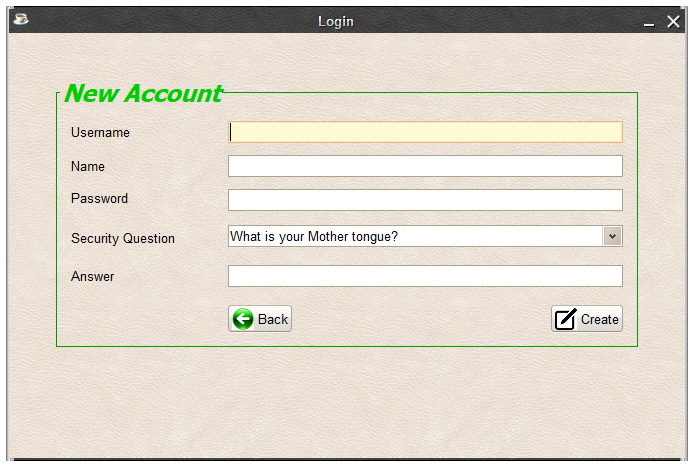 Login
New Account
Username
Name
Password
Security Question What is your Mother tongue?
Answer
Back Create